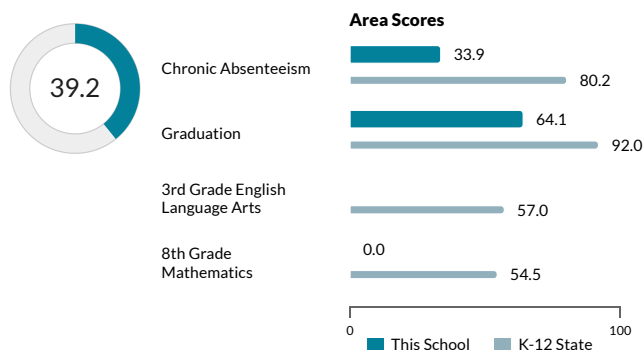 Area Scores
39.2
Chronic Absenteeism
33.9
80.2
Graduation
64.1
92.0
3rd Grade English
Language Arts
57.0
8th Grade
Mathematics
0.0
54.5
0
100
This School
K-12 State